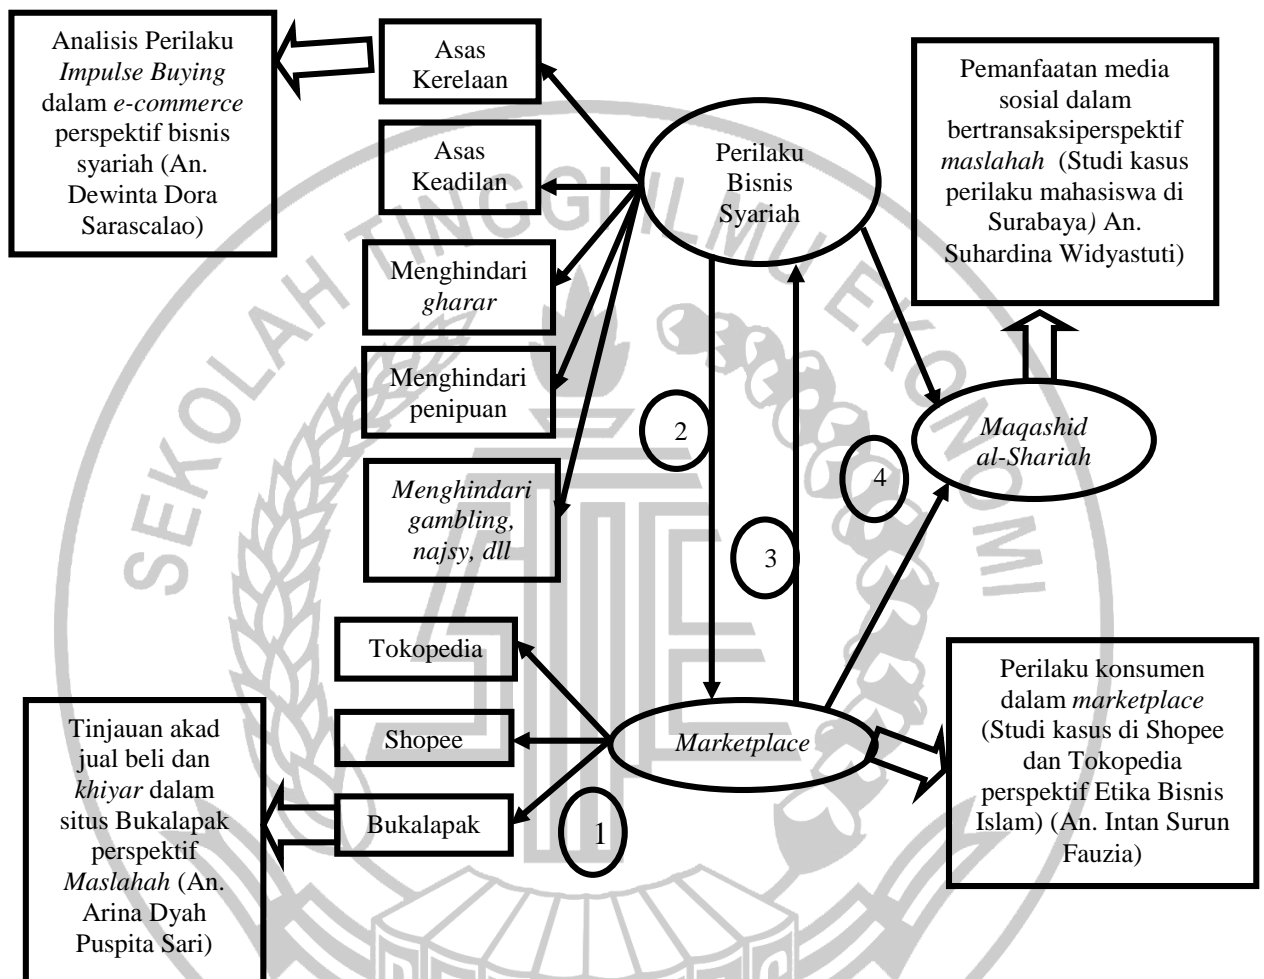 Analisis Perilaku
Impulse Buying
dalam e-commerce
perspektif bisnis
syariah (An.
Dewinta Dora
Sarascalao)
Asas
Kerelaan
Asas
Keadilan
Menghindari
gharar
Menghindari
penipuan
Menghindari
gambling,
najsy, dll
Perilaku
Bisnis
Syariah
Pemanfaatan media
sosial dalam
bertransaksiperspektif
maslahah (Studi kasus
perilaku mahasiswa di
Surabaya) An.
Suhardina Widyastuti)
Maqashid
al-Shariah
2
3
4
Tokopedia
Shopee
Bukalapak
1
Marketplace
Tinjauan akad
jual beli dan
khiyar dalam
situs Bukalapak
perspektif
Maslahah (An.
Arina Dyah
Puspita Sari)
Perilaku konsumen
dalam marketplace
(Studi kasus di Shopee
dan Tokopedia
perspektif Etika Bisnis
Islam) (An. Intan Surun
Fauzia)
SEKOLAH TINGGI ILMU EKONOMI